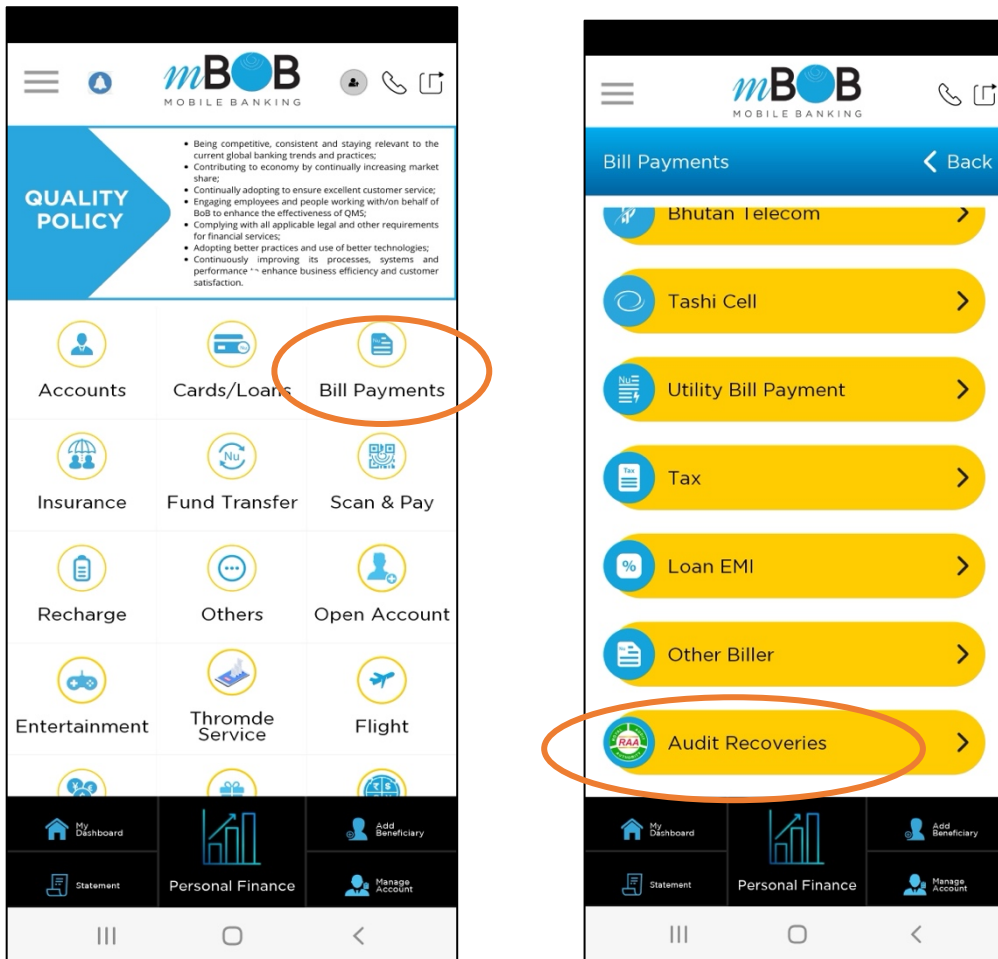 mBOB
MOBILE BANKING
QUALITY
POLICY
• Being competitive, consistent and staying relevant to the
current global banking trends and practices;
• Contributing to economy by continually increasing market
share;
• Continually adopting to ensure excellent customer service;
• Engaging employees and people working with/on behalf of
BoB to enhance the effectiveness of QMS;
• Complying with all applicable legal and other requirements
for financial services;
• Adopting better practices and use of better technologies;
• Continuously improving its processes, systems and
performance to enhance business efficiency and customer
satisfaction.
Accounts
Cards/Loans
Bill Payments
Nu
Insurance
Fund Transfer
Scan & Pay
Recharge
Others
Open Account
Entertainment
Thromde
Service
Flight
My
Dashboard
Add
Beneficiary
Statement
Personal Finance
Manage
Account
mBOB
MOBILE BANKING
Bill Payments
Back
Bhutan Telecom
Tashi Cell
Nu
Utility Bill Payment
Tax
Tax
%
Loan EMI
Other Biller
RAA
Audit Recoveries
My
Dashboard
Add
Beneficiary
Statement
Personal Finance
Manage
Account